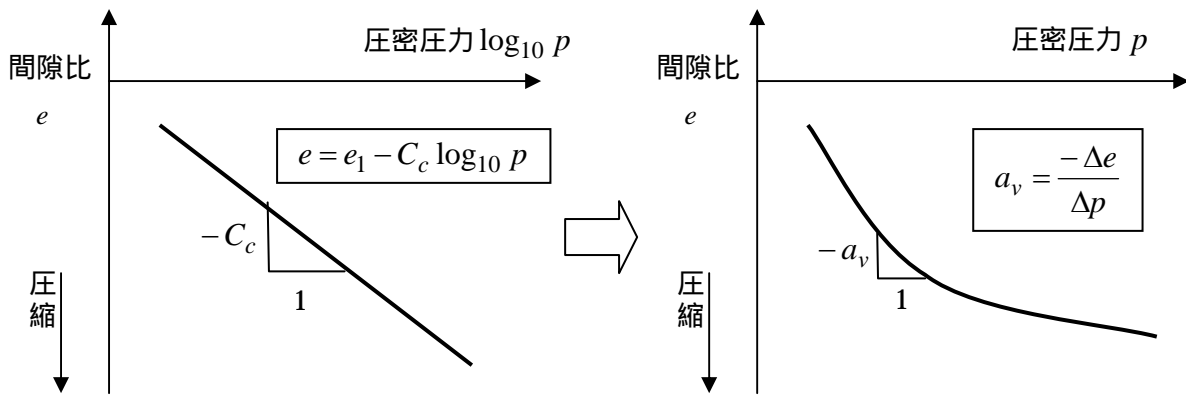 圧密圧力 log₁₀ p
間隙比
e
e = e₁ − C_c log₁₀ p
− C_c
1
圧
縮
圧密圧力 p
間隙比
e
a_v = −Δe / Δp
− a_v
1
圧
縮